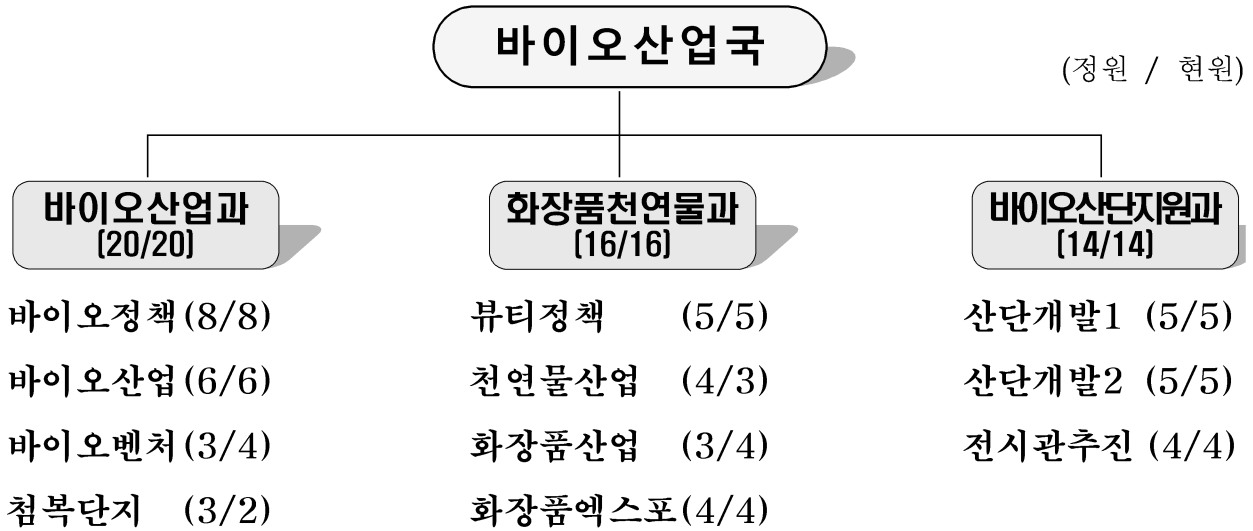 바이오산업국
(정원 / 현원)
바이오산업과
(20/20)
바이오정책(8/8)
바이오산업(6/6)
바이오벤처(3/4)
첨복단지 (3/2)
화장품천연물과
(16/16)
뷰티정책 (5/5)
천연물산업 (4/3)
화장품산업 (3/4)
화장품엑스포(4/4)
바이오산단지원과
(14/14)
산단개발1 (5/5)
산단개발2 (5/5)
전시관추진 (4/4)